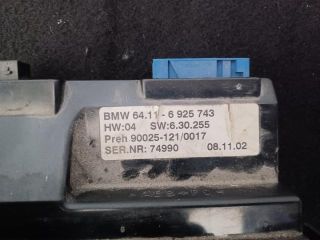 BMW 64.11 - 6 925 743
HW:04 SW:6.30.255
Preh 90025-121/0017
SER.NR: 74990 08.11.02